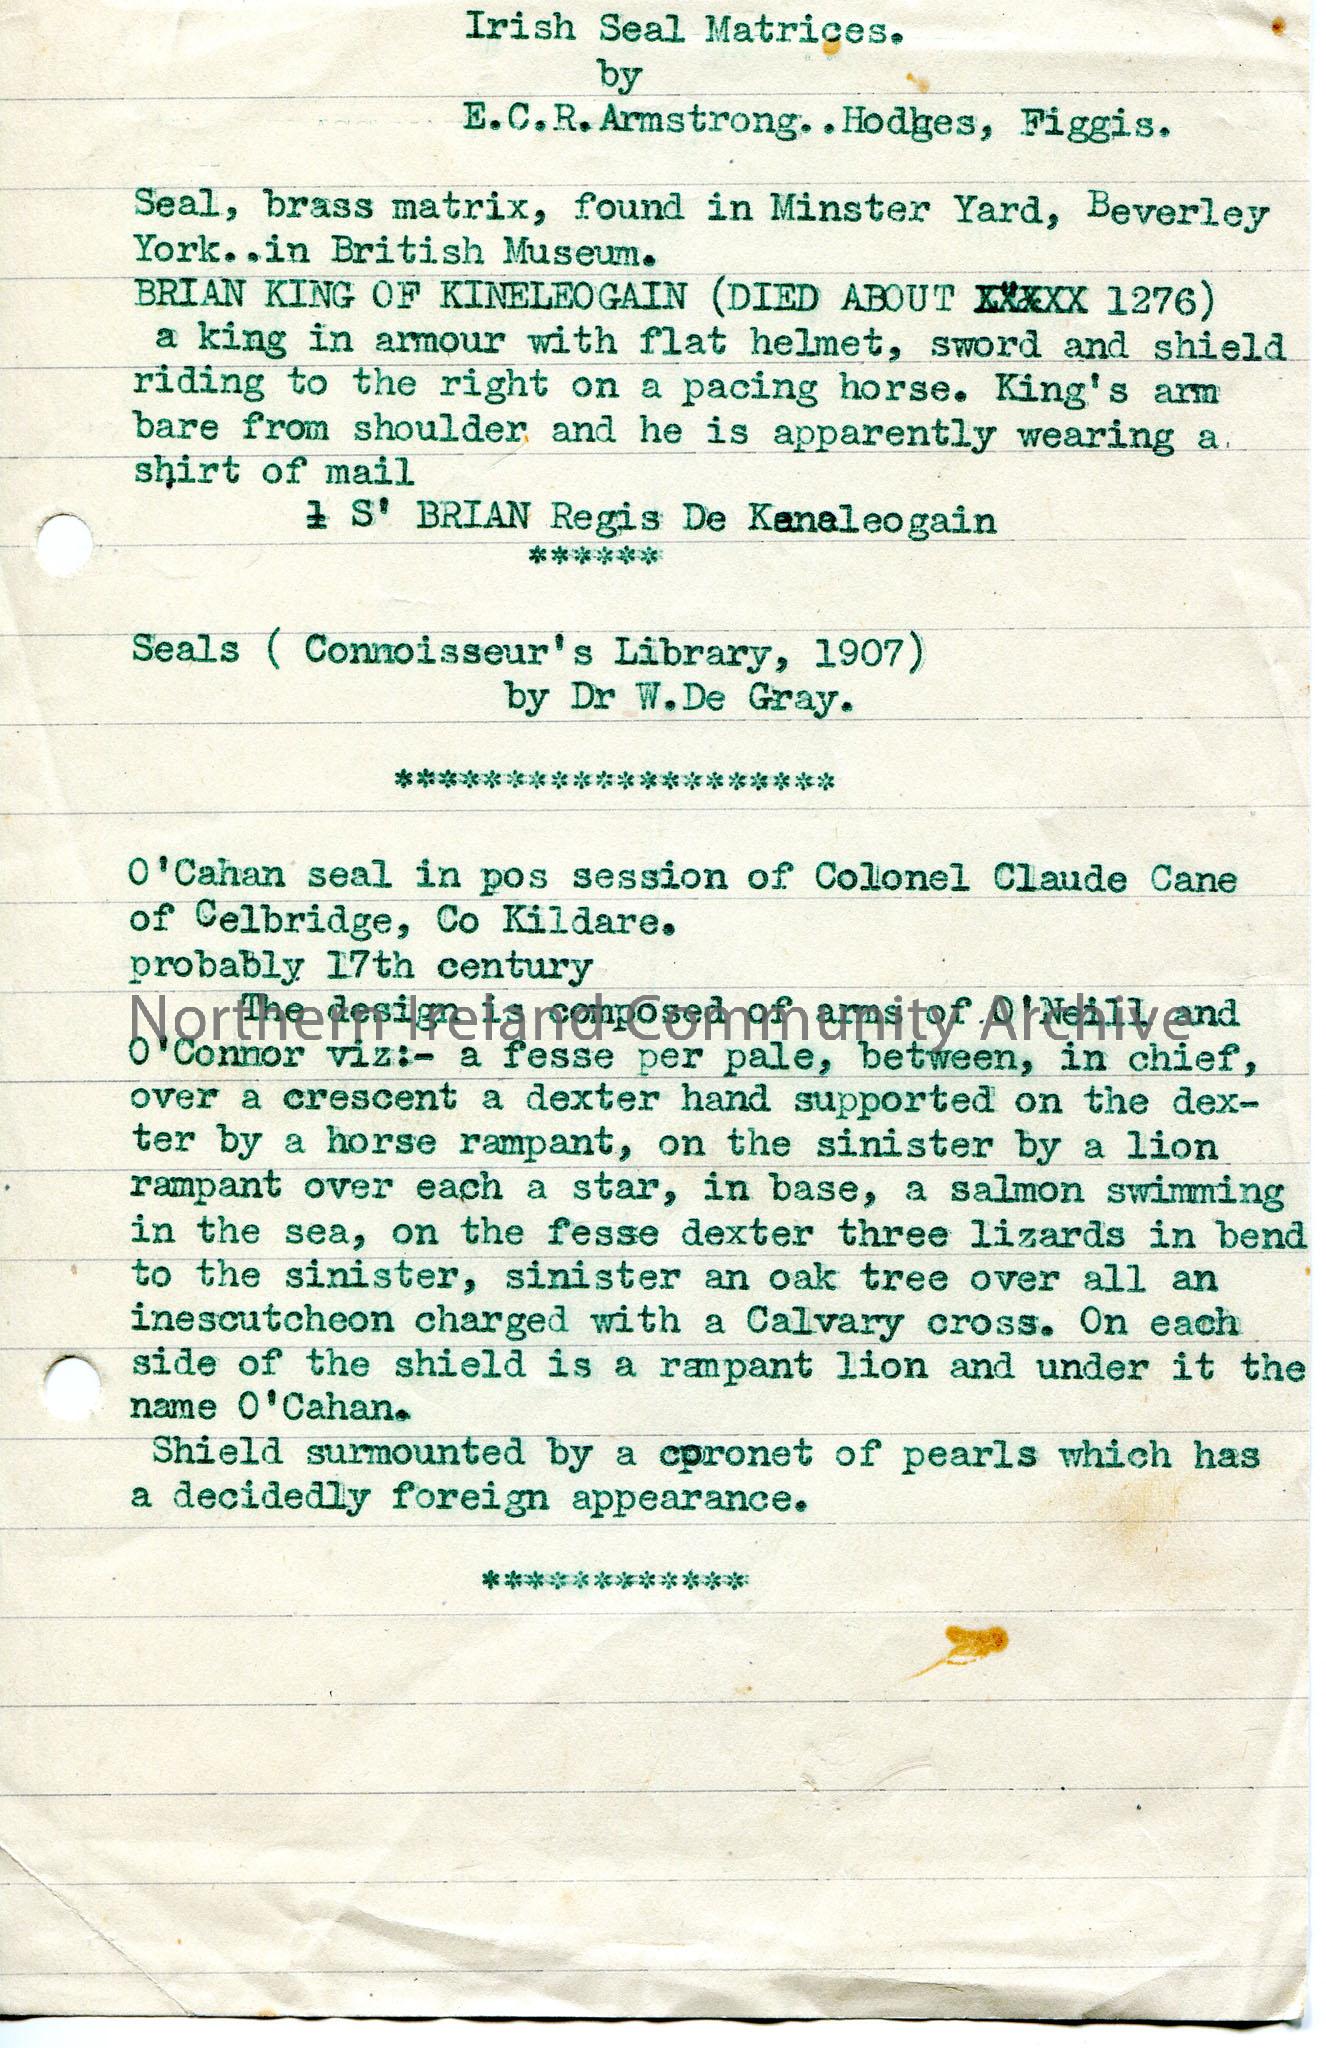 Irish Seal Matrices.
by
E.C.R.Armstrong..Hodges, Figgis.
Seal, brass matrix, found in Minster Yard, Beverley
York..in British Museum.
BRIAN KING OF KINELEOGAIN (DIED ABOUT XXXXX 1276)
a king in armour with flat helmet, sword and shield
riding to the right on a pacing horse. King's arm
bare from shoulder and he is apparently wearing a
shirt of mail
S' BRIAN Regis De Kenaleogain
******
Seals ( Connoisseur's Library, 1907)
by Dr W.De Gray.
********************
O'Cahan seal in pos session of Colonel Claude Cane
of Celbridge, Co Kildare.
probably 17th century
The design is composed of arms of O'Neill and
Northern Ireland Community Archive
O'Connor viz:- a fesse per pale, between, in chief,
over a crescent a dexter hand supported on the dex-
ter by a horse rampant, on the sinister by a lion
rampant over each a star, in base, a salmon swimming
in the sea, on the fesse dexter three lizards in bend
to the sinister, sinister an oak tree over all an
inescutcheon charged with a Calvary cross. On each
side of the shield is a rampant lion and under it the
name O'Cahan.
Shield surmounted by a coronet of pearls which has
a decidedly foreign appearance.
************